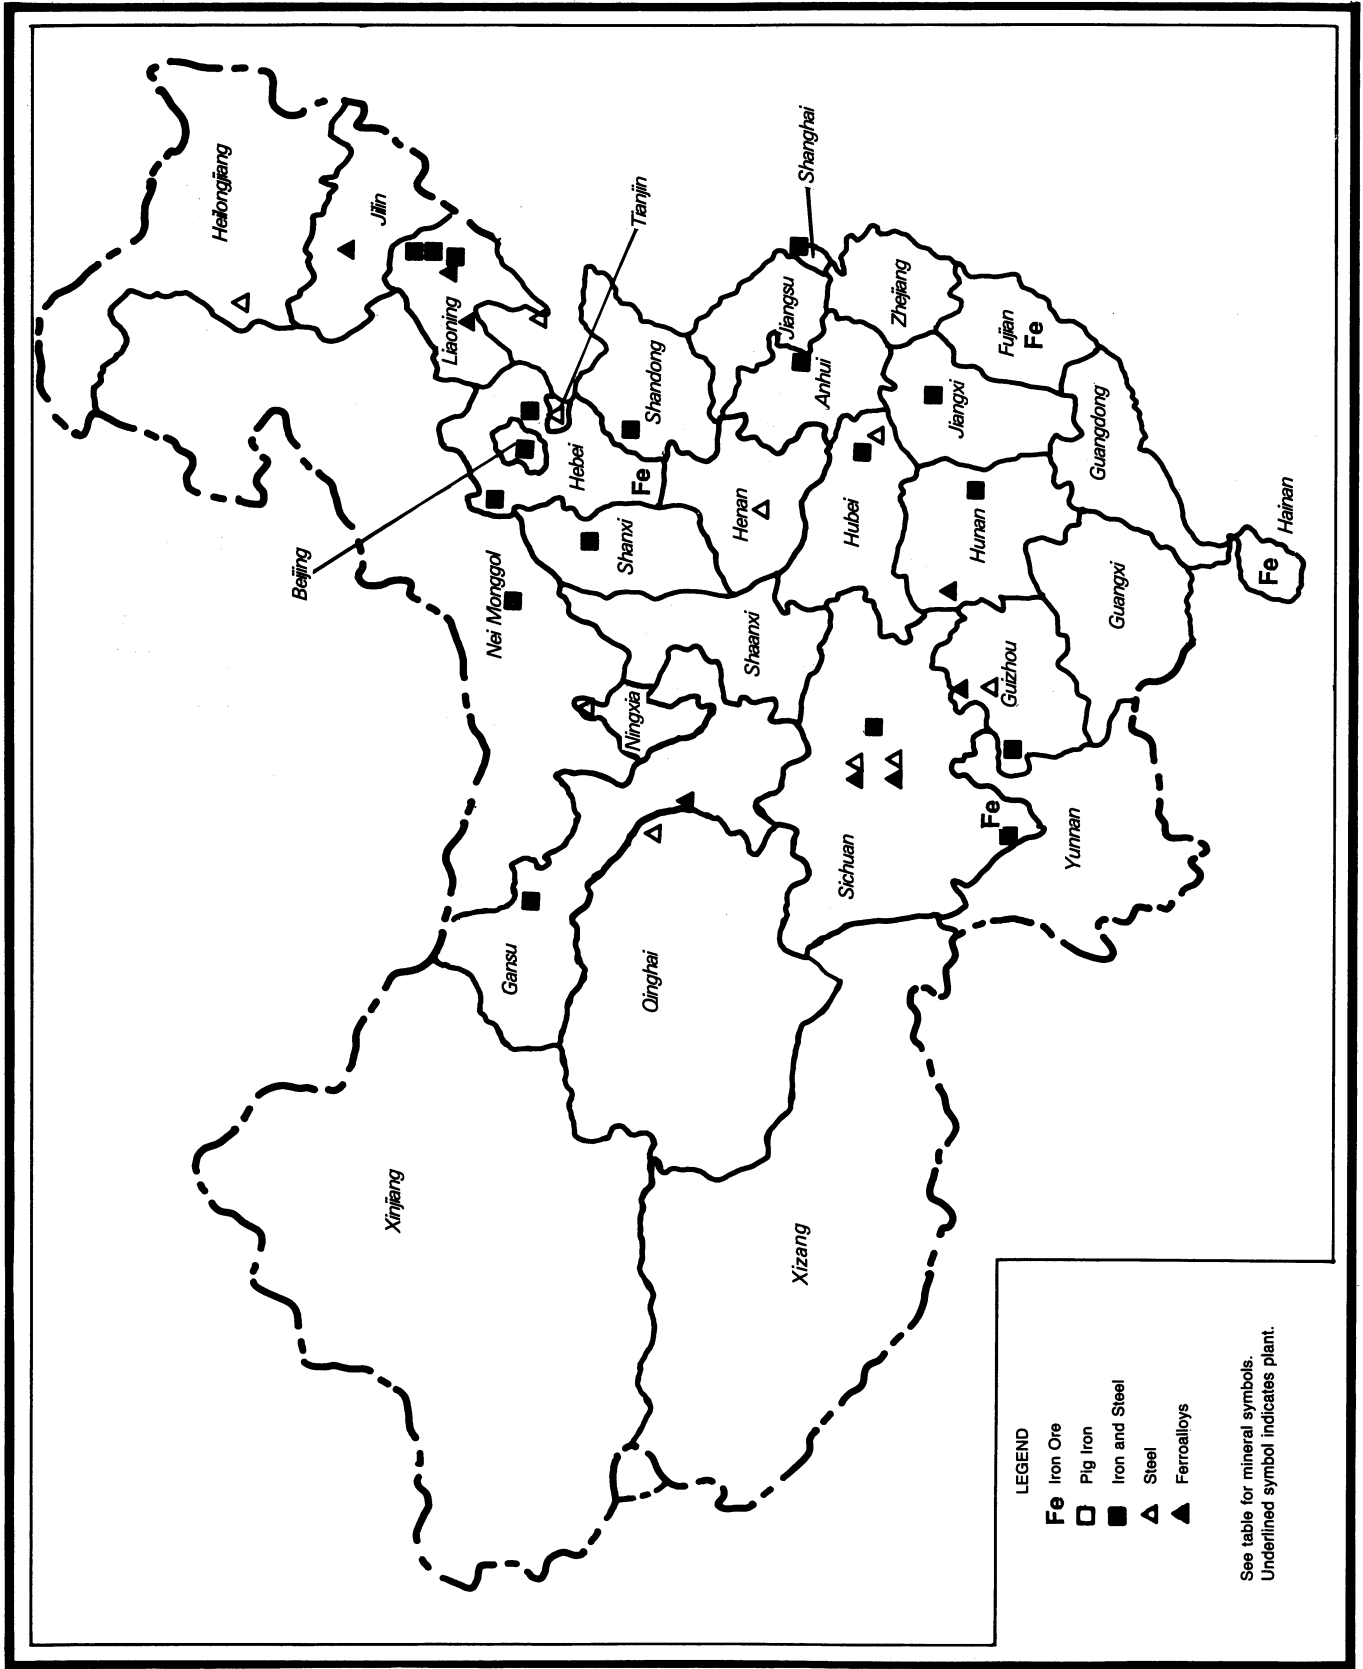 Heilongjiang
Jilin
Liaoning
Tianjin
Shanghai
Beijing
Hebei
Fe
Shandong
Jiangsu
Zhejiang
Anhui
Fujian
Fe
Jiangxi
Guangdong
Nei Monggol
Shanxi
Henan
Hubei
Hunan
Hainan
Fe
Guangxi
Shaanxi
Ningxia
Guizhou
Fe
Sichuan
Yunnan
Gansu
Qinghai
Xinjiang
Xizang
LEGEND
Fe Iron Ore
Pig Iron
Iron and Steel
Steel
Ferroalloys
See table for mineral symbols.
Underlined symbol indicates plant.